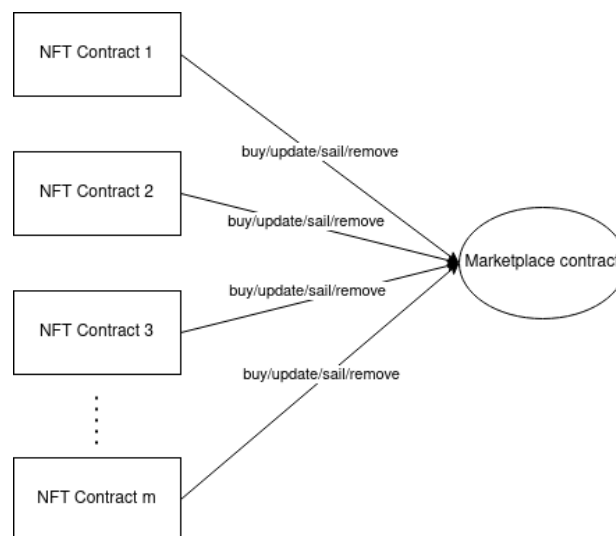 NFT Contract 1
buy/update/sail/remove
NFT Contract 2
buy/update/sail/remove
Marketplace contract
buy/update/sail/remove
NFT Contract 3
buy/update/sail/remove
NFT Contract m